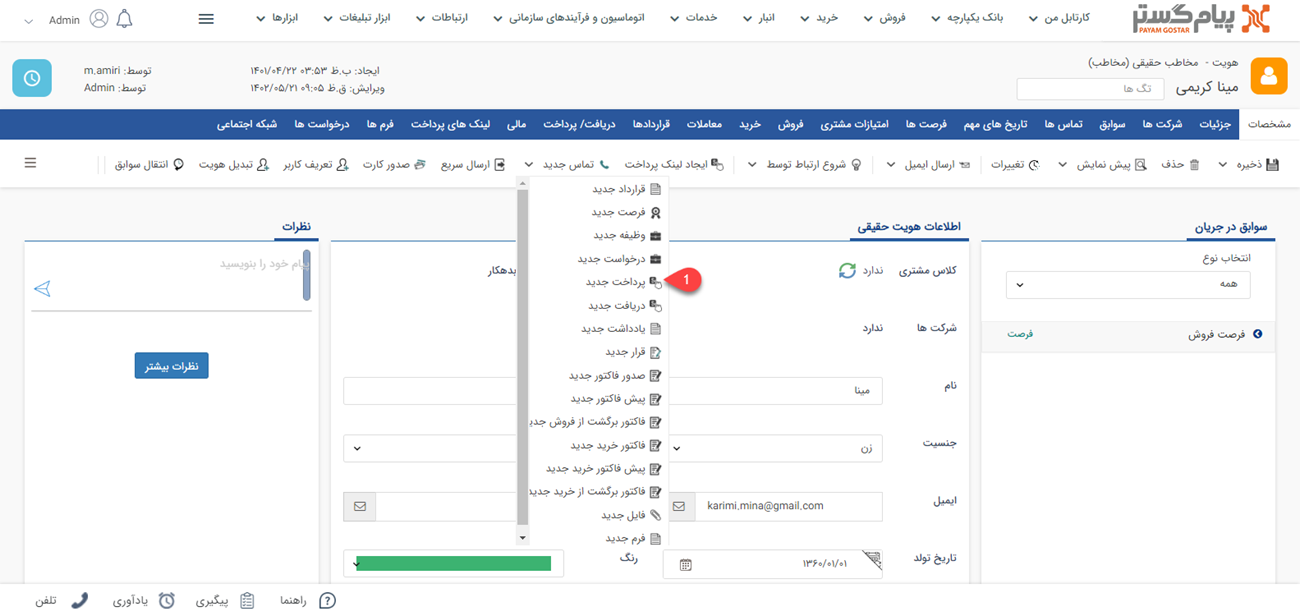 پیام گستر
PAYAM GOSTAR
کارتابل من
بانک یکپارچه
فروش
خرید
انبار
خدمات
اتوماسیون و فرآیندهای سازمانی
ارتباطات
ابزار تبلیغات
ابزارها
Admin
هویت - مخاطب حقیقی (مخاطب)
مینا کریمی
تگ ها
ایجاد: ب.ظ ۰۳:۵۳ ۱۴۰۱/۰۴/۲۲
توسط: m.amiri
ویرایش: ق.ظ ۰۹:۰۵ ۱۴۰۲/۰۵/۲۱
توسط: Admin
مشخصات
جزئیات
شرکت ها
سوابق
تماس ها
تاریخ های مهم
فرصت ها
امتیازات مشتری
فروش
خرید
معاملات
قراردادها
دریافت/ پرداخت
مالی
لینک های پرداخت
فرم ها
درخواست ها
شبکه اجتماعی
ذخیره
حذف
پیش نمایش
تغییرات
ارسال ایمیل
شروع ارتباط توسط
ایجاد لینک پرداخت
تماس جدید
ارسال سریع
صدور کارت
تعریف کاربر
تبدیل هویت
انتقال سوابق
سوابق در جریان
انتخاب نوع
همه
فرصت فروش
فرصت
اطلاعات هویت حقیقی
کلاس مشتری
ندارد
بدهکار
شرکت ها
ندارد
نام
مینا
جنسیت
زن
ایمیل
karimi.mina@gmail.com
تاریخ تولد
۱۳۶۰/۰۱/۰۱
رنگ
قرارداد جدید
فرصت جدید
وظیفه جدید
درخواست جدید
پرداخت جدید
1
دریافت جدید
یادداشت جدید
قرار جدید
صدور فاکتور جدید
پیش فاکتور جدید
فاکتور برگشت از فروش جدی
فاکتور خرید جدید
پیش فاکتور خرید جدید
فاکتور برگشت از خرید جدید
فایل جدید
فرم جدید
نظرات
پیام خود را بنویسید
نظرات بیشتر
راهنما
پیگیری
یادآوری
تلفن